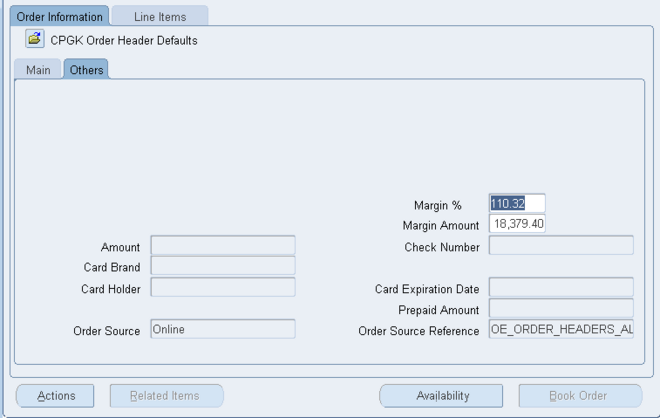 Order Information Line Items
CPGK Order Header Defaults
Main Others
Margin % 110.32
Margin Amount 18,379.40
Amount Check Number
Card Brand
Card Holder Card Expiration Date
Prepaid Amount
Order Source Online Order Source Reference OE_ORDER_HEADERS_AL
Actions Related Items Availability Book Order